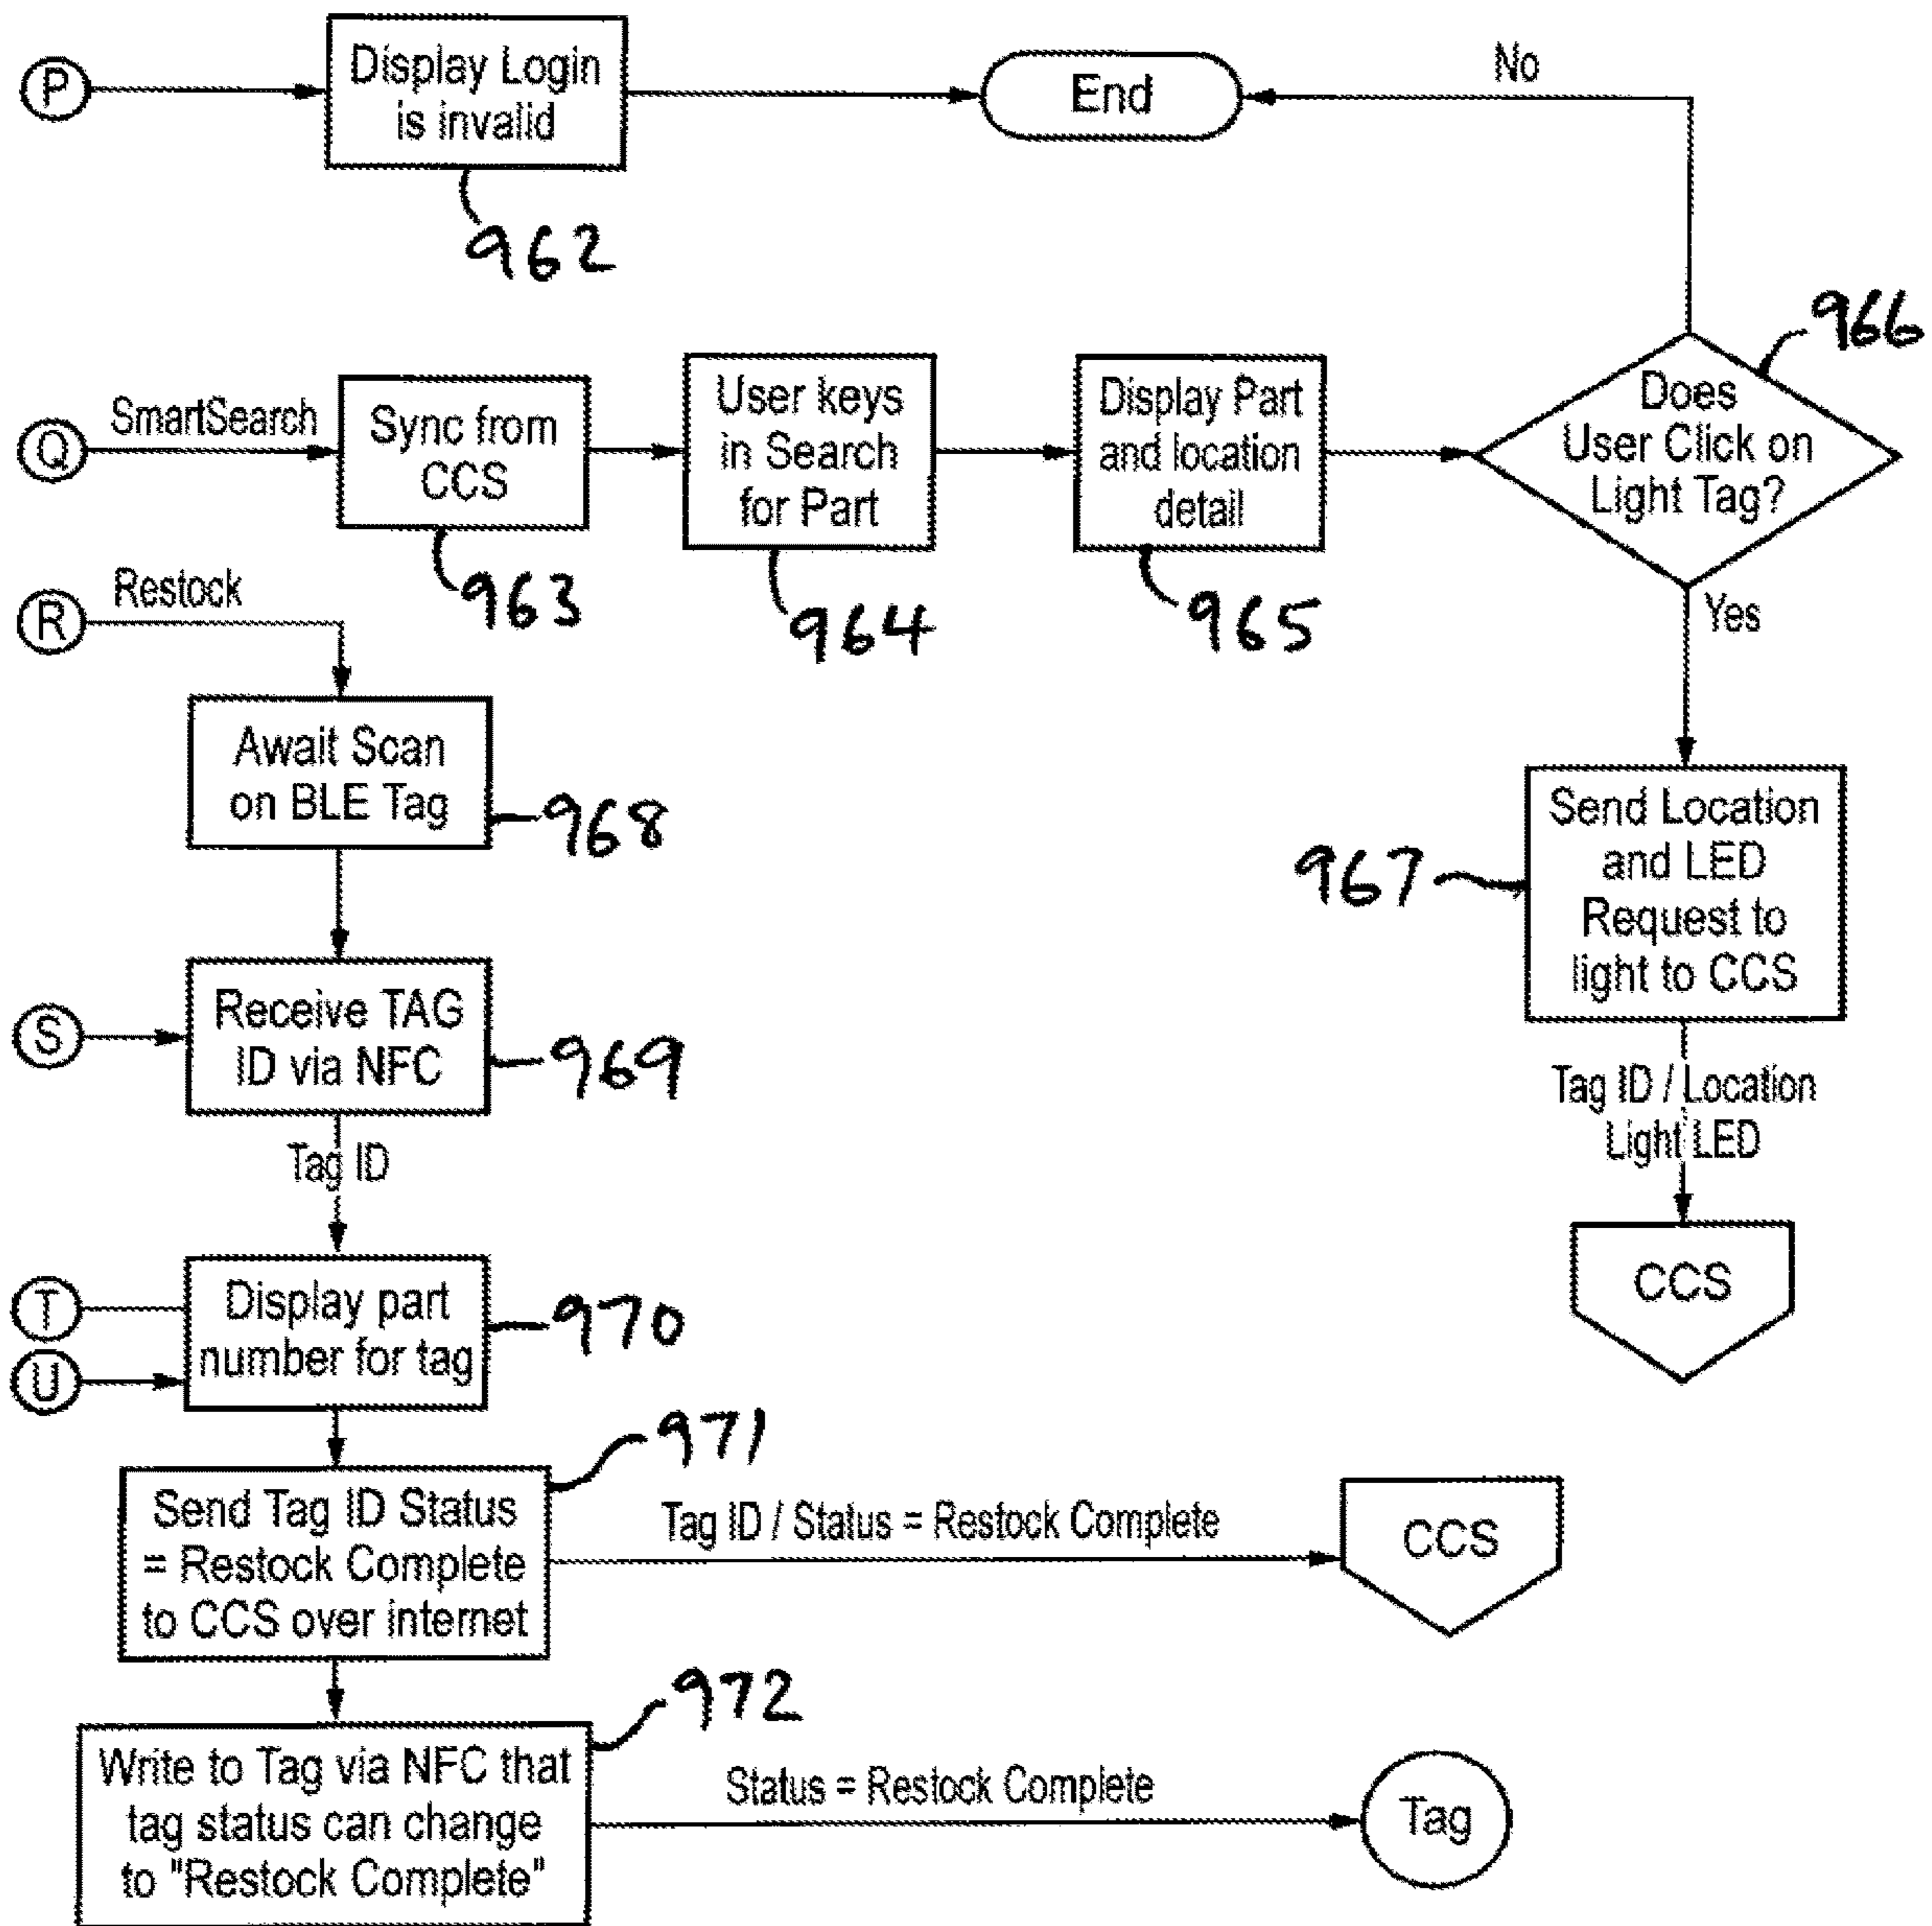 P
Display Login
is invalid
End
No
962
Q
SmartSearch
Sync from
CCS
963
User keys
in Search
for Part
964
Display Part
and location
detail
965
Does
User Click on
Light Tag?
966
Yes
Send Location
and LED
Request to
light to CCS
967
Tag ID / Location
Light LED
CCS
R
Restock
Await Scan
on BLE Tag
968
S
Receive TAG
ID via NFC
969
Tag ID
T
U
Display part
number for tag
970
Send Tag ID Status
= Restock Complete
to CCS over internet
971
Tag ID / Status = Restock Complete
CCS
Write to Tag via NFC that
tag status can change
to "Restock Complete"
972
Status = Restock Complete
Tag